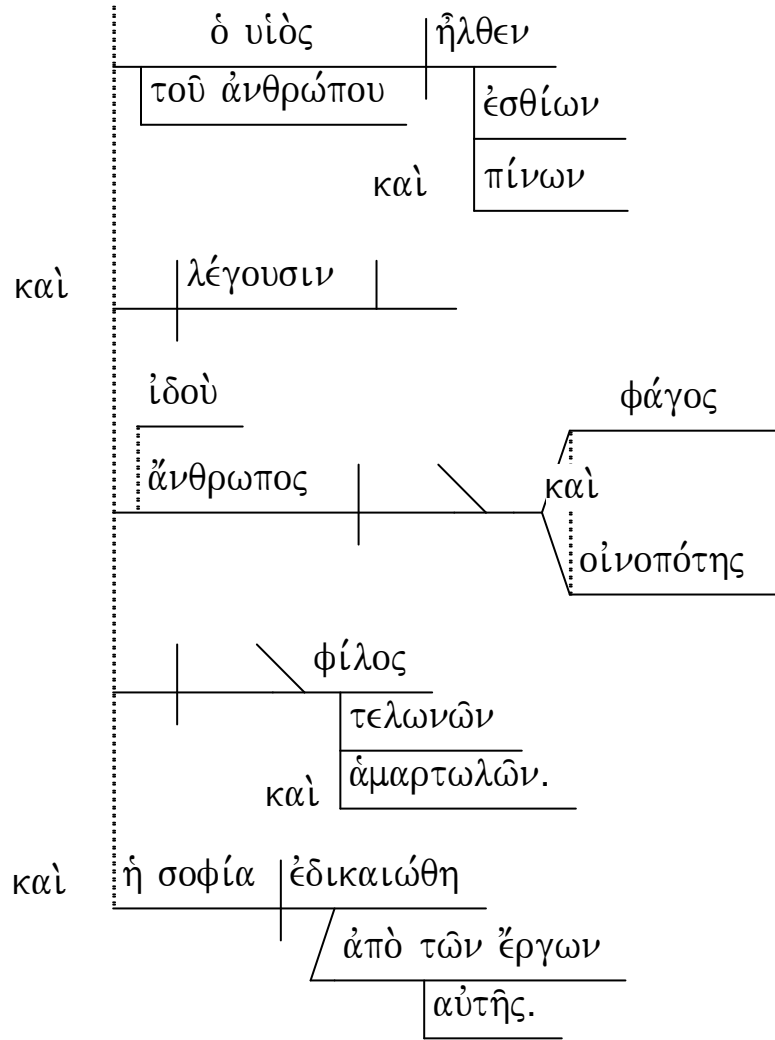 ὁ υἱὸς ἦλθεν
τοῦ ἀνθρώπου ἐσθίων
καὶ πίνων
καὶ λέγουσιν
ἰδοὺ φάγος
ἄνθρωπος καὶ
οἰνοπότης
φίλος
τελωνῶν
καὶ ἁμαρτωλῶν.
καὶ ἡ σοφία ἐδικαιώθη
ἀπὸ τῶν ἔργων
αὐτῆς.